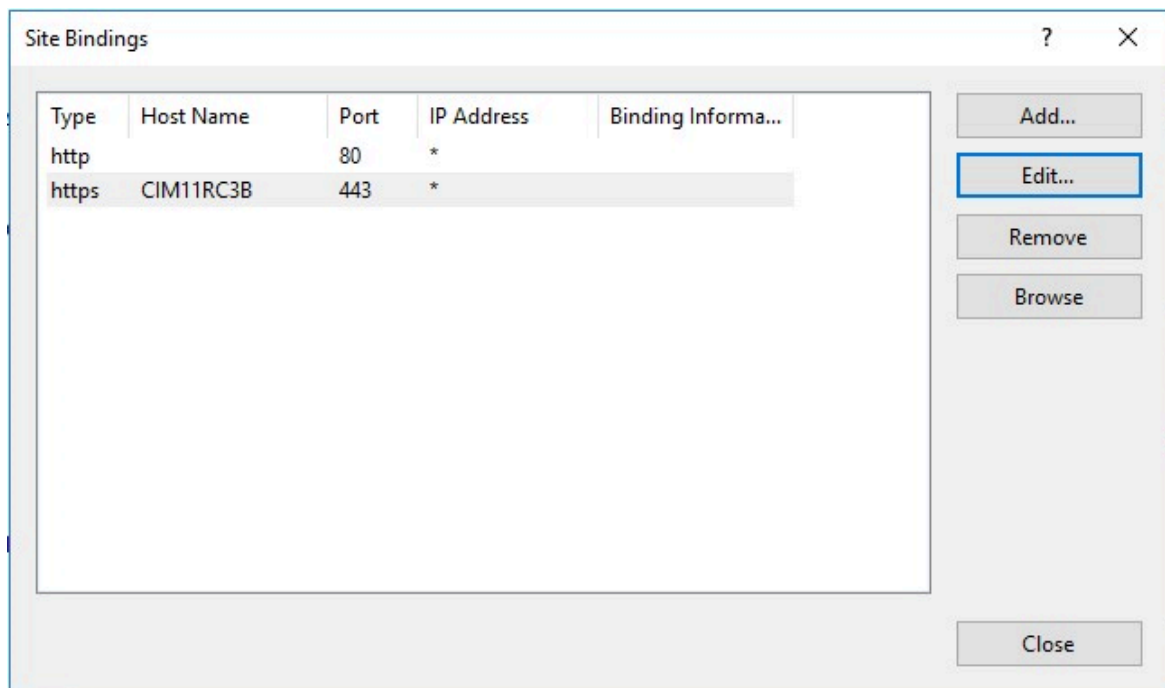 Site Bindings
?
Type Host Name Port IP Address Binding Informa...
http 80 *
https CIM11RC3B 443 *
Add...
Edit...
Remove
Browse
Close